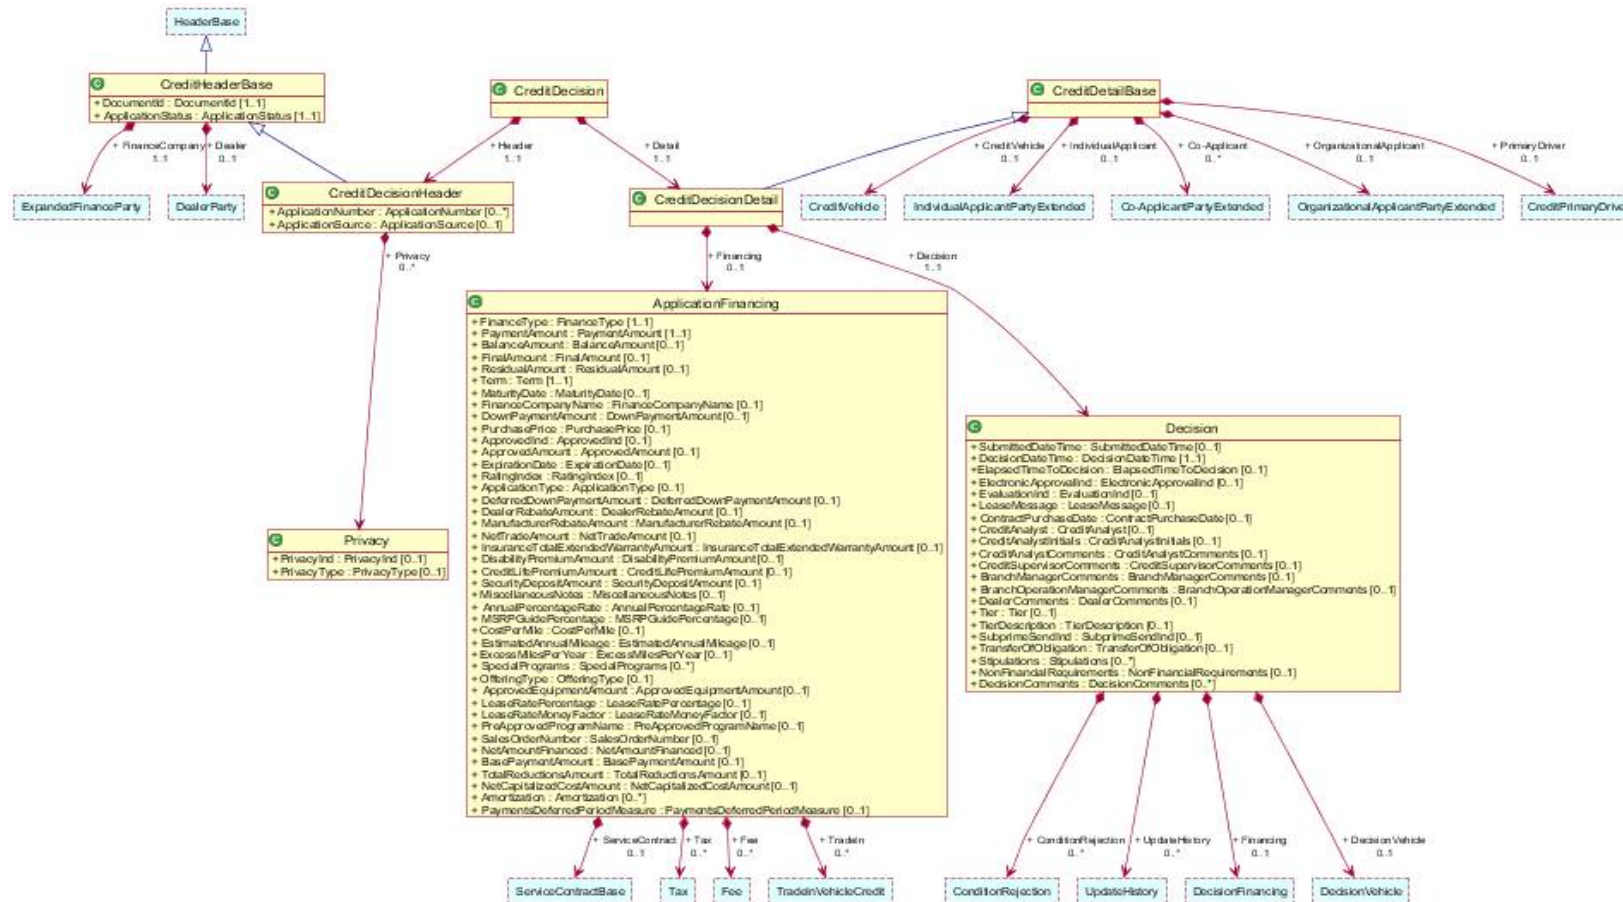 HeaderBase
C CreditHeaderBase
+ DocumentId : DocumentId [1..1]
+ ApplicationStatus : ApplicationStatus [1..1]
C CreditDecision
C CreditDetailBase
+ FinanceCompany
1..1
+ Dealer
0..1
+ Header
1..1
+ Detail
1..1
+ CreditVehicle
0..1
+ IndividualApplicant
0..1
+ Co-Applicant
0..*
+ OrganizationalApplicant
0..1
+ PrimaryDriver
0..1
ExpandedFinanceParty
DealerParty
C CreditDecisionHeader
+ ApplicationNumber : ApplicationNumber [0..*]
+ ApplicationSource : ApplicationSource [0..1]
C CreditDecisionDetail
CreditVehicle
IndividualApplicantPartyExtended
Co-ApplicantPartyExtended
OrganizationalApplicantPartyExtended
CreditPrimaryDrive
+ Privacy
0..*
+ Financing
0..1
+ Decision
1..1
C ApplicationFinancing
+ FinanceType : FinanceType [1..1]
+ PaymentAmount : PaymentAmount [1..1]
+ BalanceAmount : BalanceAmount [0..1]
+ FinalAmount : FinalAmount [0..1]
+ ResidualAmount : ResidualAmount [0..1]
+ Term : Term [1..1]
+ MaturityDate : MaturityDate [0..1]
+ FinanceCompanyName : FinanceCompanyName [0..1]
+ DownPaymentAmount : DownPaymentAmount [0..1]
+ PurchasePrice : PurchasePrice [0..1]
+ ApprovedInd : ApprovedInd [0..1]
+ ApprovedAmount : ApprovedAmount [0..1]
+ ExpirationDate : ExpirationDate [0..1]
+ RatingIndex : RatingIndex [0..1]
+ ApplicationType : ApplicationType [0..1]
+ DeferredDownPaymentAmount : DeferredDownPaymentAmount [0..1]
+ DealerRebateAmount : DealerRebateAmount [0..1]
+ ManufacturerRebateAmount : ManufacturerRebateAmount [0..1]
+ NetTradeAmount : NetTradeAmount [0..1]
+ InsuranceTotalExtendedWarrantyAmount : InsuranceTotalExtendedWarrantyAmount [0..1]
+ DisabilityPremiumAmount : DisabilityPremiumAmount [0..1]
+ CreditLifePremiumAmount : CreditLifePremiumAmount [0..1]
+ SecurityDepositAmount : SecurityDepositAmount [0..1]
+ MiscellaneousNotes : MiscellaneousNotes [0..1]
+ AnnualPercentageRate : AnnualPercentageRate [0..1]
+ MSRPGuidePercentage : MSRPGuidePercentage [0..1]
+ CostPerMile : CostPerMile [0..1]
+ EstimatedAnnualMileage : EstimatedAnnualMileage [0..1]
+ ExcessMilesPerYear : ExcessMilesPerYear [0..1]
+ SpecialPrograms : SpecialPrograms [0..*]
+ OfferingType : OfferingType [0..1]
+ ApprovedEquipmentAmount : ApprovedEquipmentAmount [0..1]
+ LeaseRatePercentage : LeaseRatePercentage [0..1]
+ LeaseRateMoneyFactor : LeaseRateMoneyFactor [0..1]
+ PreApprovedProgramName : PreApprovedProgramName [0..1]
+ SalesOrderNumber : SalesOrderNumber [0..1]
+ NetAmountFinanced : NetAmountFinanced [0..1]
+ BasePaymentAmount : BasePaymentAmount [0..1]
+ TotalReductionsAmount : TotalReductionsAmount [0..1]
+ NetCapitalizedCostAmount : NetCapitalizedCostAmount [0..1]
+ Amortization : Amortization [0..*]
+ PaymentsDeferredPeriodMeasure : PaymentsDeferredPeriodMeasure [0..1]
C Decision
+ SubmittedDateTime : SubmittedDateTime [0..1]
+ DecisionDateTime : DecisionDateTime [1..1]
+ ElapsedTimeToDecision : ElapsedTimeToDecision [0..1]
+ ElectronicApprovalInd : ElectronicApprovalInd [0..1]
+ EvaluationInd : EvaluationInd [0..1]
+ LeaseMessage : LeaseMessage [0..1]
+ ContractPurchaseDate : ContractPurchaseDate [0..1]
+ CreditAnalyst : CreditAnalyst [0..1]
+ CreditAnalystInitials : CreditAnalystInitials [0..1]
+ CreditAnalystComments : CreditAnalystComments [0..1]
+ CreditSupervisorComments : CreditSupervisorComments [0..1]
+ BranchManagerComments : BranchManagerComments [0..1]
+ BranchOperationManagerComments : BranchOperationManagerComments [0..1]
+ DealerComments : DealerComments [0..1]
+ Tier : Tier [0..1]
+ TierDescription : TierDescription [0..1]
+ SubprimeSendInd : SubprimeSendInd [0..1]
+ TransferOfObligation : TransferOfObligation [0..1]
+ Stipulations : Stipulations [0..*]
+ NonFinancialRequirements : NonFinancialRequirements [0..1]
+ DecisionComments : DecisionComments [0..*]
C Privacy
+ PrivacyInd : PrivacyInd [0..1]
+ PrivacyType : PrivacyType [0..1]
+ ServiceContract
0..1
+ Tax
0..*
+ Fee
0..*
+ TradeIn
0..*
+ ConditionRejection
0..*
+ UpdateHistory
0..*
+ Financing
0..1
+ DecisionVehicle
0..1
ServiceContractBase
Tax
Fee
TradeInVehicleCredit
ConditionRejection
UpdateHistory
DecisionFinancing
DecisionVehicle